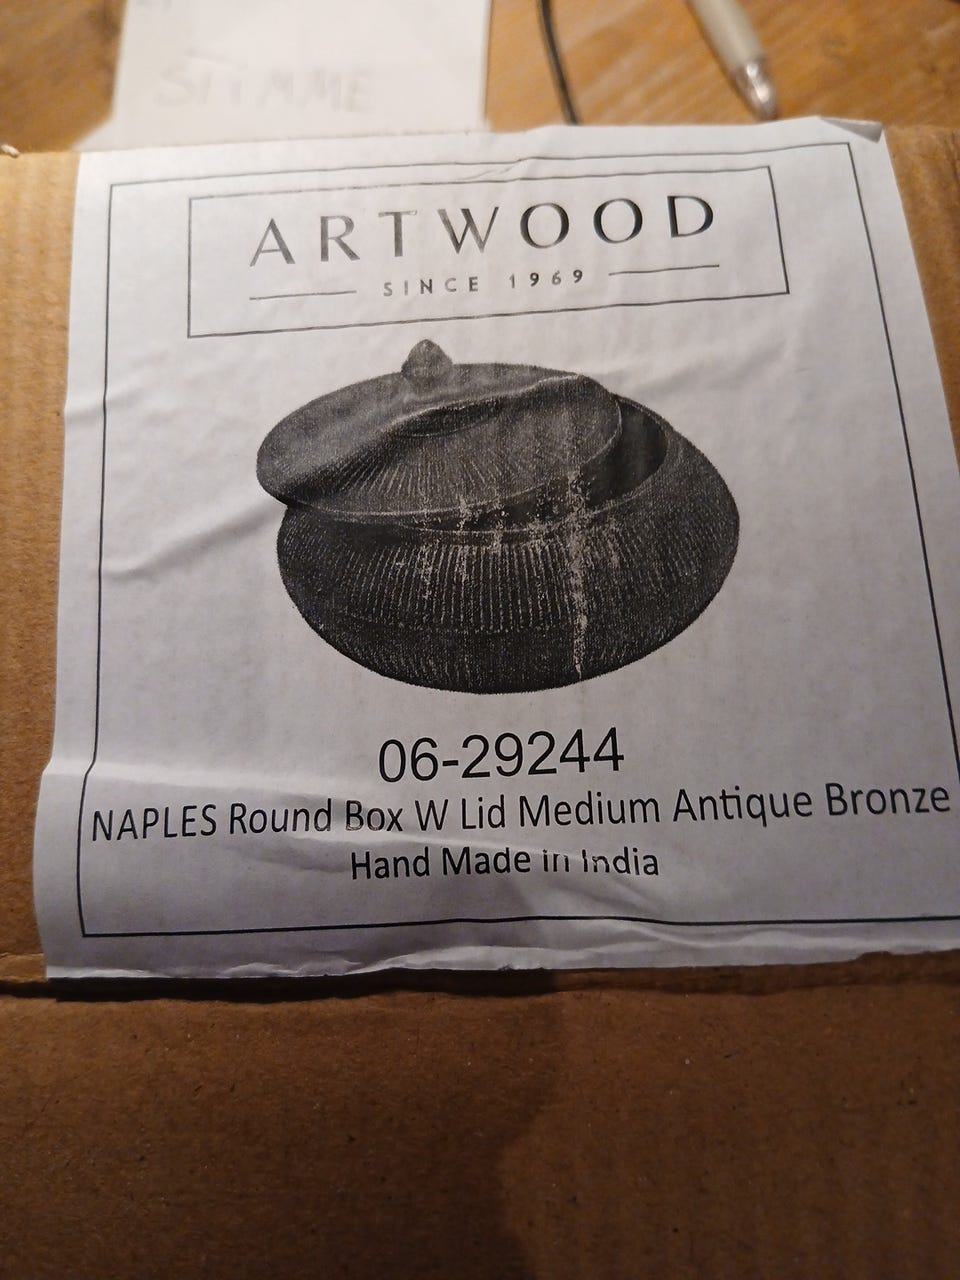 ARTWOOD
SINCE 1969
06-29244
NAPLES Round Box W Lid Medium Antique Bronze
Hand Made in India